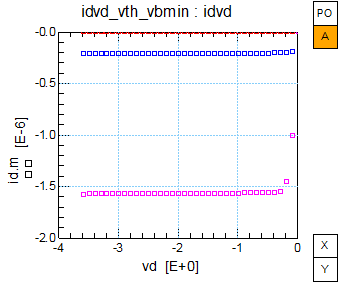 idvd_vth_vbmin : idvd
PO
A
-0.0
-0.5
-1.0
-1.5
-2.0
id.m [E-6]
-4
-3
-2
-1
0
vd [E+0]
X
Y